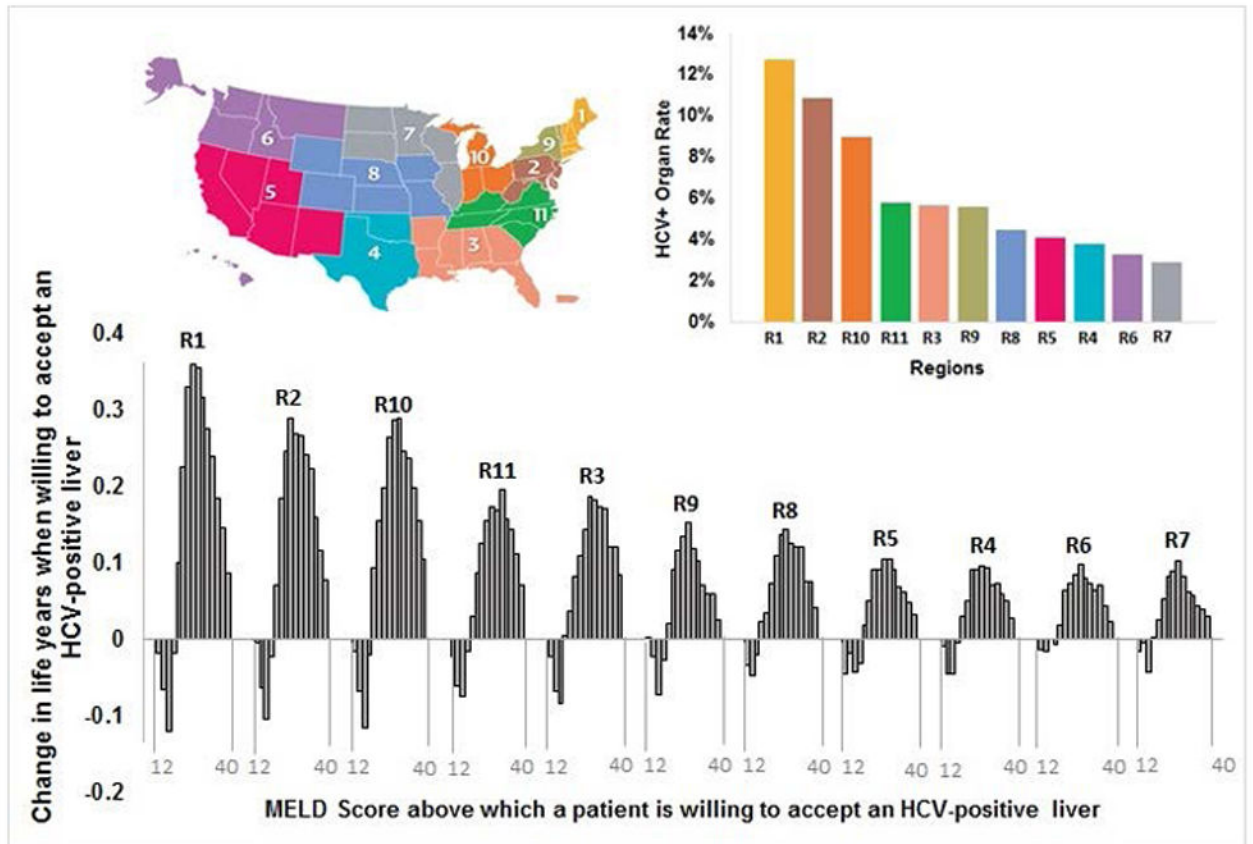 6
7
8
5
4
3
10
9
1
2
11
14%
12%
10%
8%
6%
4%
2%
0%
HCV+ Organ Rate
R1 R2 R10 R11 R3 R9 R8 R5 R4 R6 R7
Regions
Change in life years when willing to accept an
HCV-positive liver
0.4
0.3
0.2
0.1
0
-0.1
-0.2
R1
R2
R10
R11
R3
R9
R8
R5
R4
R6
R7
12 40 12 40 12 40 12 40 12 40 12 40 12 40 12 40 12 40 12 40 12 40
MELD Score above which a patient is willing to accept an HCV-positive liver